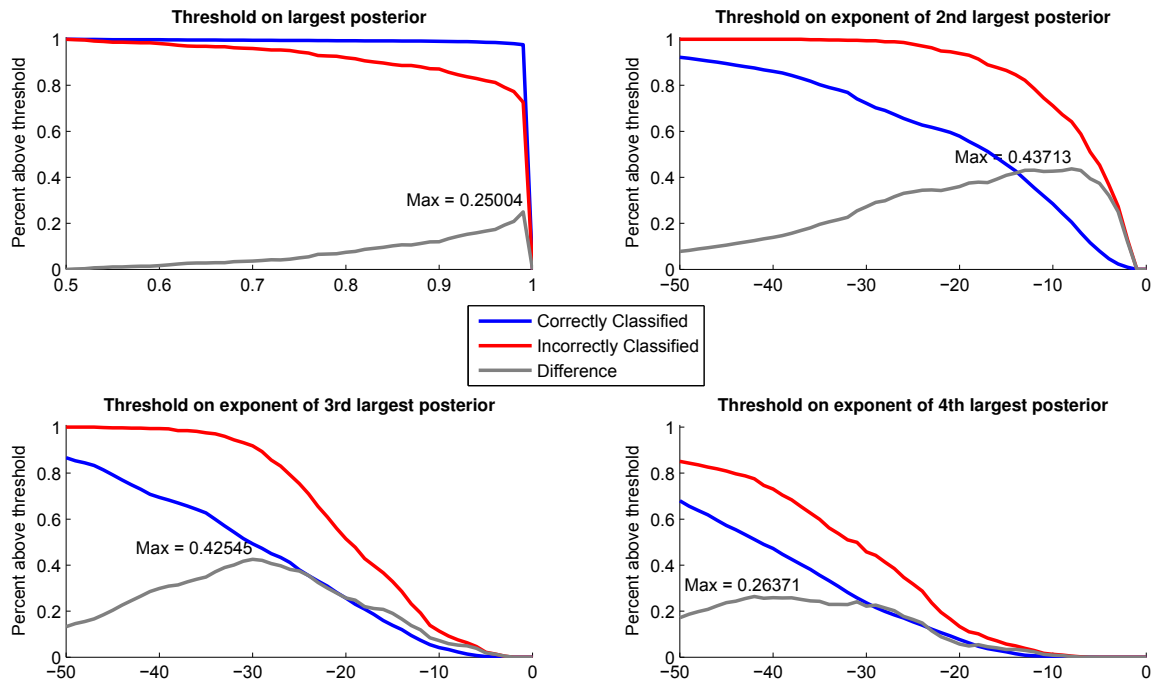 Threshold on largest posterior
Percent above threshold
1
0.8
0.6
0.4
0.2
0
Max = 0.25004
0.5 0.6 0.7 0.8 0.9 1
Threshold on exponent of 2nd largest posterior
Percent above threshold
1
0.8
0.6
0.4
0.2
0
Max = 0.43713
−50 −40 −30 −20 −10 0
Correctly Classified
Incorrectly Classified
Difference
Threshold on exponent of 3rd largest posterior
Percent above threshold
1
0.8
0.6
0.4
0.2
0
Max = 0.42545
−50 −40 −30 −20 −10 0
Threshold on exponent of 4th largest posterior
Percent above threshold
1
0.8
0.6
0.4
0.2
0
Max = 0.26371
−50 −40 −30 −20 −10 0